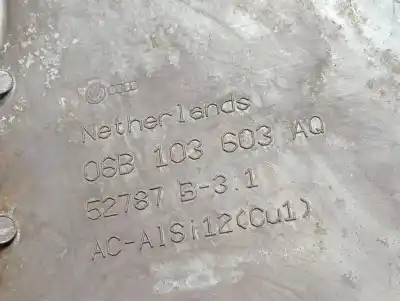 Netherlands
06B 103 603 AQ
52787 B-3.1
AC-AlSi12(Cu1)